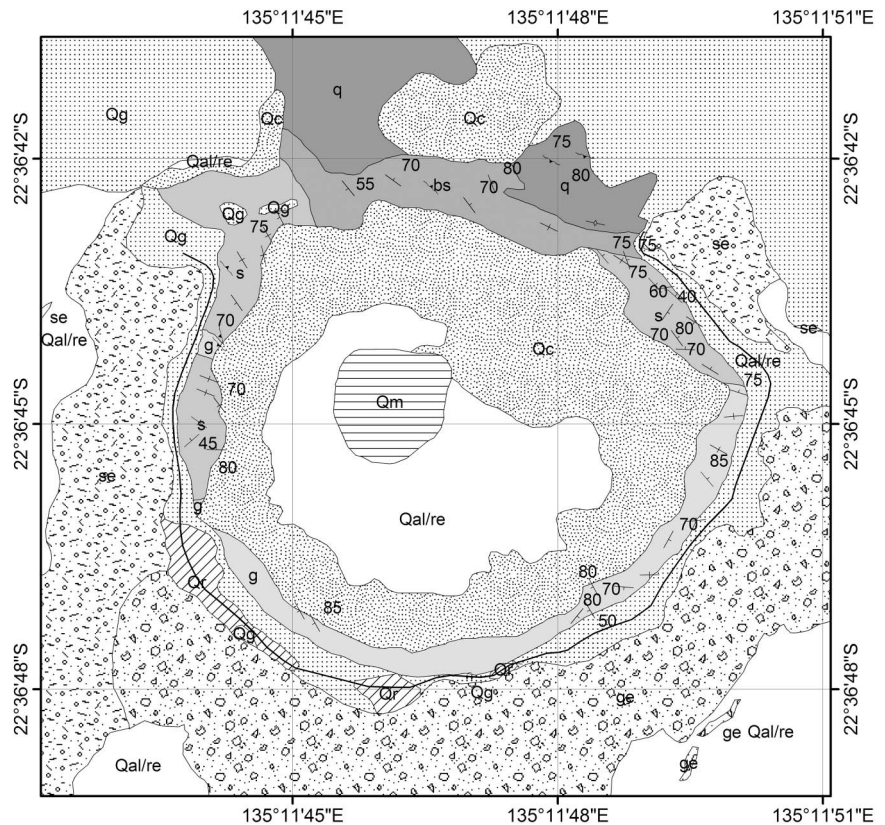 135°11'45"E 135°11'48"E 135°11'51"E
q
Qg Qc Qc
22°36'42"S 75 22°36'42"S
Qal/re 70 80 80
55 bs 70 q
Qg Qg
Qg 75 75 75 se
s 75
60 40
se 70 s 80 se
Qal/re g 70 70
Qc Qal/re
70 75
Qm
22°36'45"S s 22°36'45"S
45
80 85
se
g Qal/re 70
Qr g 80
70
85 80
50
Qg
22°36'48"S Qr 22°36'48"S
Qr Qg ge
Qal/re ge Qal/re
ge
135°11'45"E 135°11'48"E 135°11'51"E